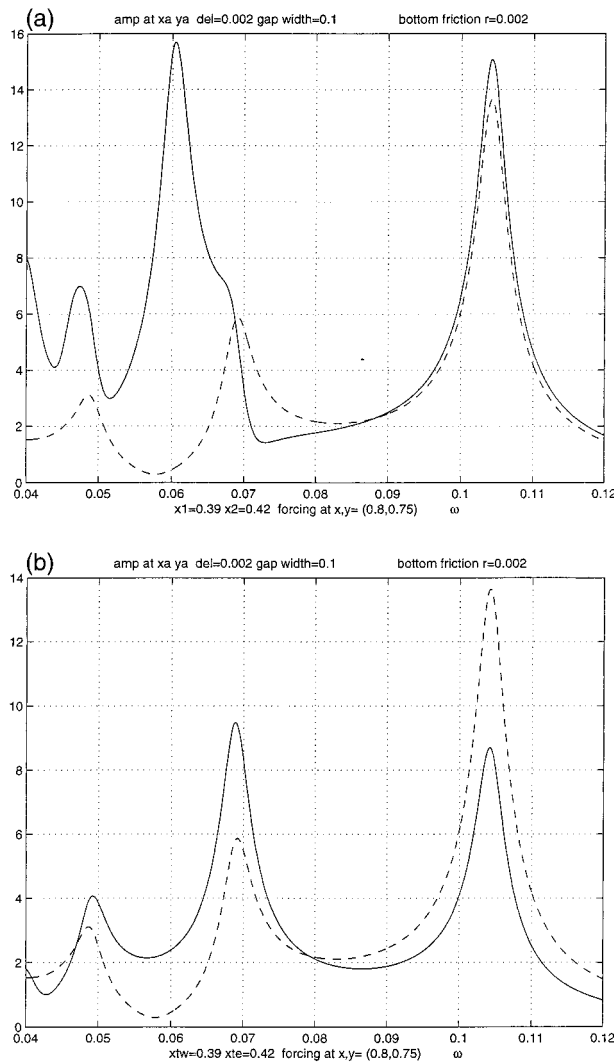 (a)
amp at xa ya del=0.002 gap width=0.1 bottom friction r=0.002
16
14
12
10
8
6
4
2
0
0.04 0.05 0.06 0.07 0.08 0.09 0.1 0.11 0.12
x1=0.39 x2=0.42 forcing at x,y= (0.8,0.75) ω
(b)
amp at xa ya del=0.002 gap width=0.1 bottom friction r=0.002
14
12
10
8
6
4
2
0
0.04 0.05 0.06 0.07 0.08 0.09 0.1 0.11 0.12
xtw=0.39 xte=0.42 forcing at x,y= (0.8,0.75) ω